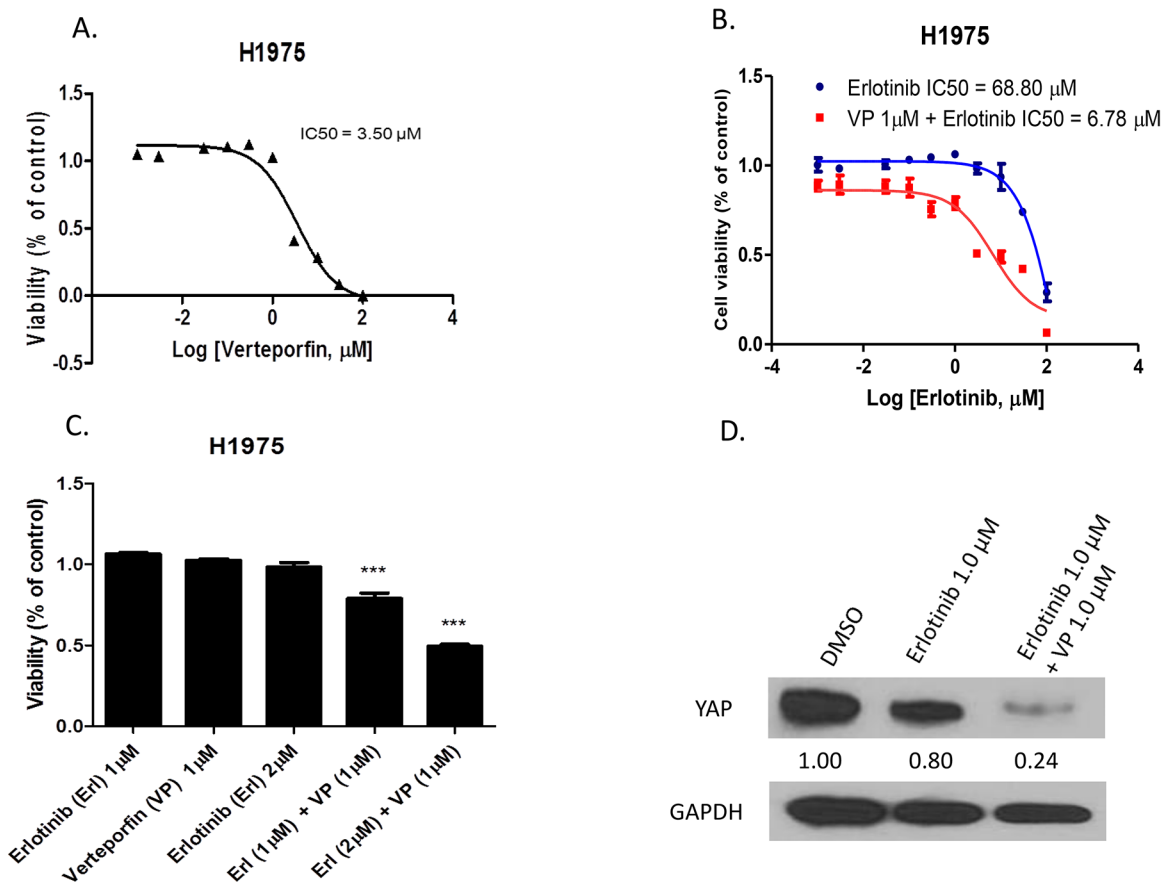 A.
H1975
Viability (% of control)
1.5
1.0
0.5
0.0
-0.5
-2
0
2
4
IC50 = 3.50 µM
Log [Verteporfin, µM]
B.
H1975
Cell viability (% of control)
1.5
1.0
0.5
0.0
-4
-2
0
2
4
Erlotinib IC50 = 68.80 µM
VP 1µM + Erlotinib IC50 = 6.78 µM
Log [Erlotinib, µM]
C.
H1975
Viability (% of control)
1.5
1.0
0.5
0.0
***
***
Erlotinib (Erl) 1µM
Verteporfin (VP) 1µM
Erlotinib (Erl) 2µM
Erl (1µM) + VP (1µM)
Erl (2µM) + VP (1µM)
D.
DMSO
Erlotinib 1.0 µM
Erlotinib 1.0 µM
+ VP 1.0 µM
YAP
1.00 0.80 0.24
GAPDH